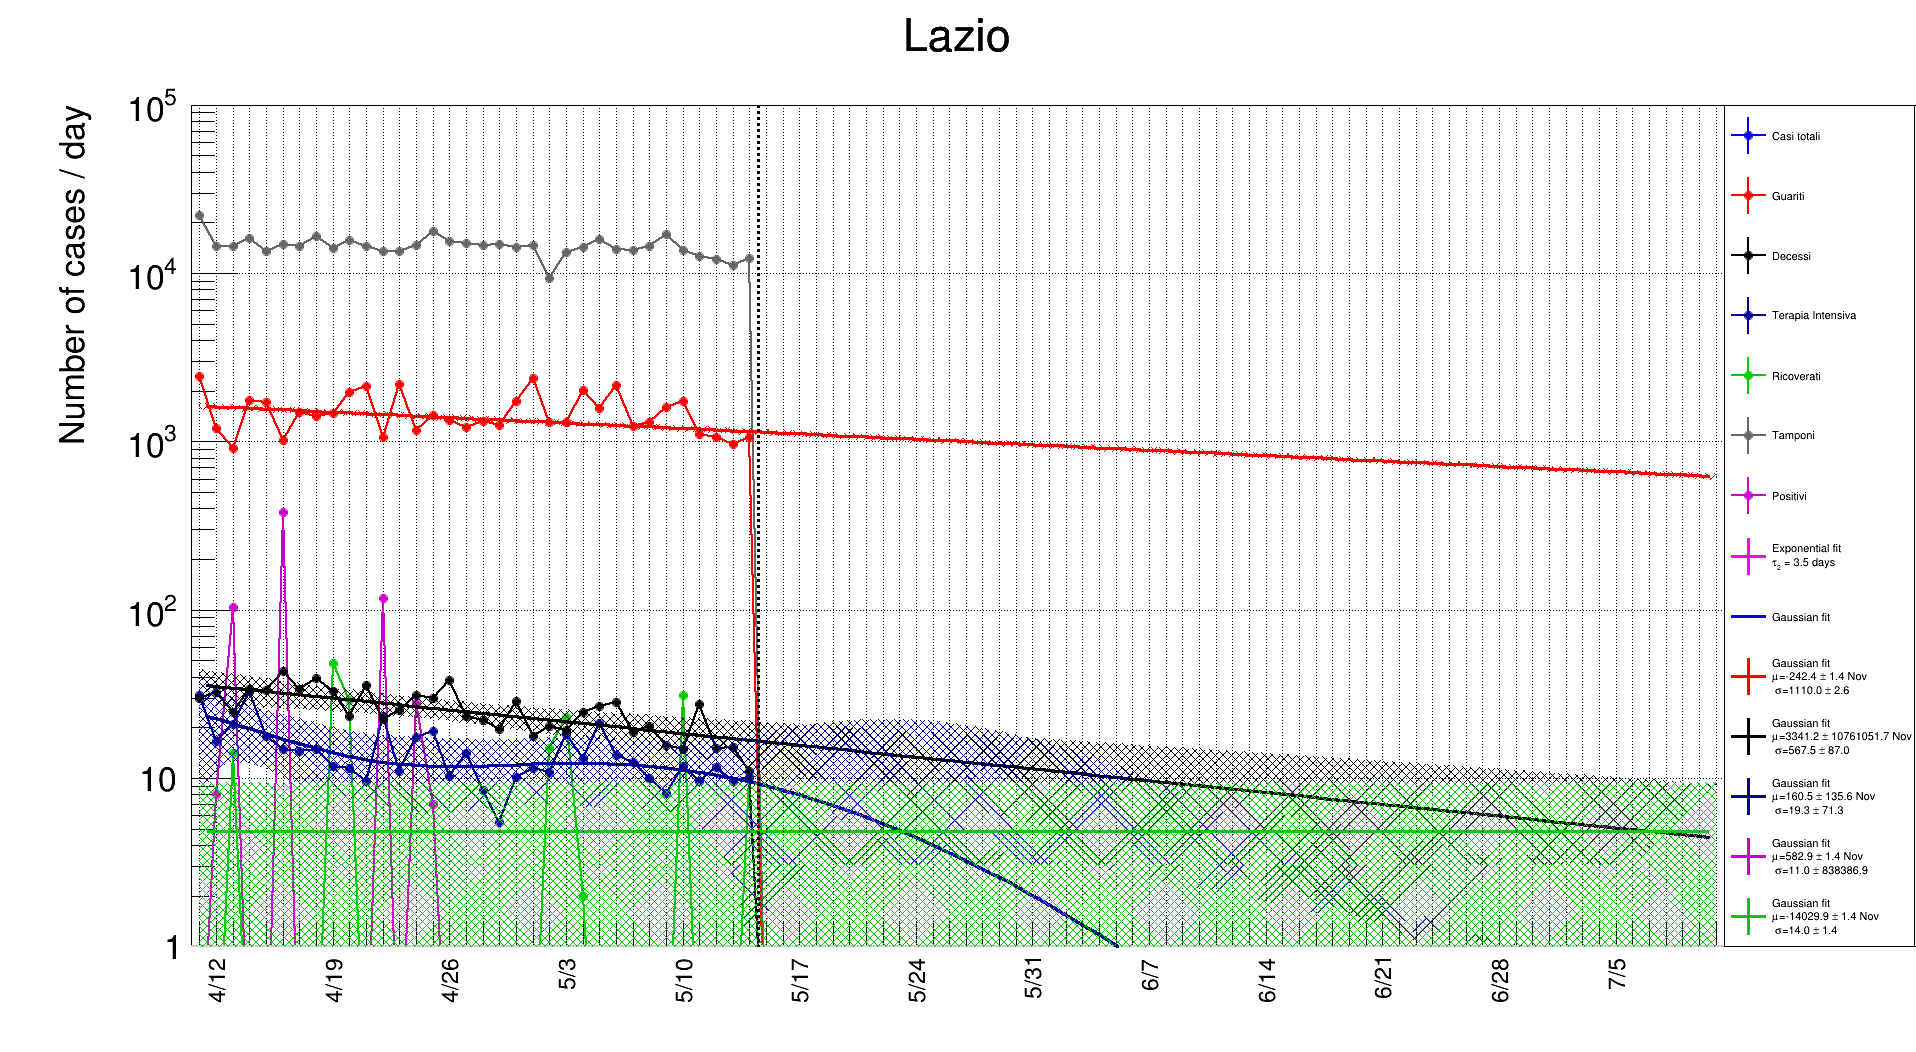 Lazio
Number of cases / day
10^5
10^4
10^3
10^2
10
1
4/12
4/19
4/26
5/3
5/10
5/17
5/24
5/31
6/7
6/14
6/21
6/28
7/5
Casi totali
Guariti
Decessi
Terapia Intensiva
Ricoverati
Tamponi
Positivi
Exponential fit
τ₂ = 3.5 days
Gaussian fit
Gaussian fit
μ=-242.4 ± 1.4 Nov
σ=1110.0 ± 2.6
Gaussian fit
μ=3341.2 ± 10761051.7 Nov
σ=567.5 ± 87.0
Gaussian fit
μ=160.5 ± 135.6 Nov
σ=19.3 ± 71.3
Gaussian fit
μ=582.9 ± 1.4 Nov
σ=11.0 ± 838386.9
Gaussian fit
μ=-14029.9 ± 1.4 Nov
σ=14.0 ± 1.4